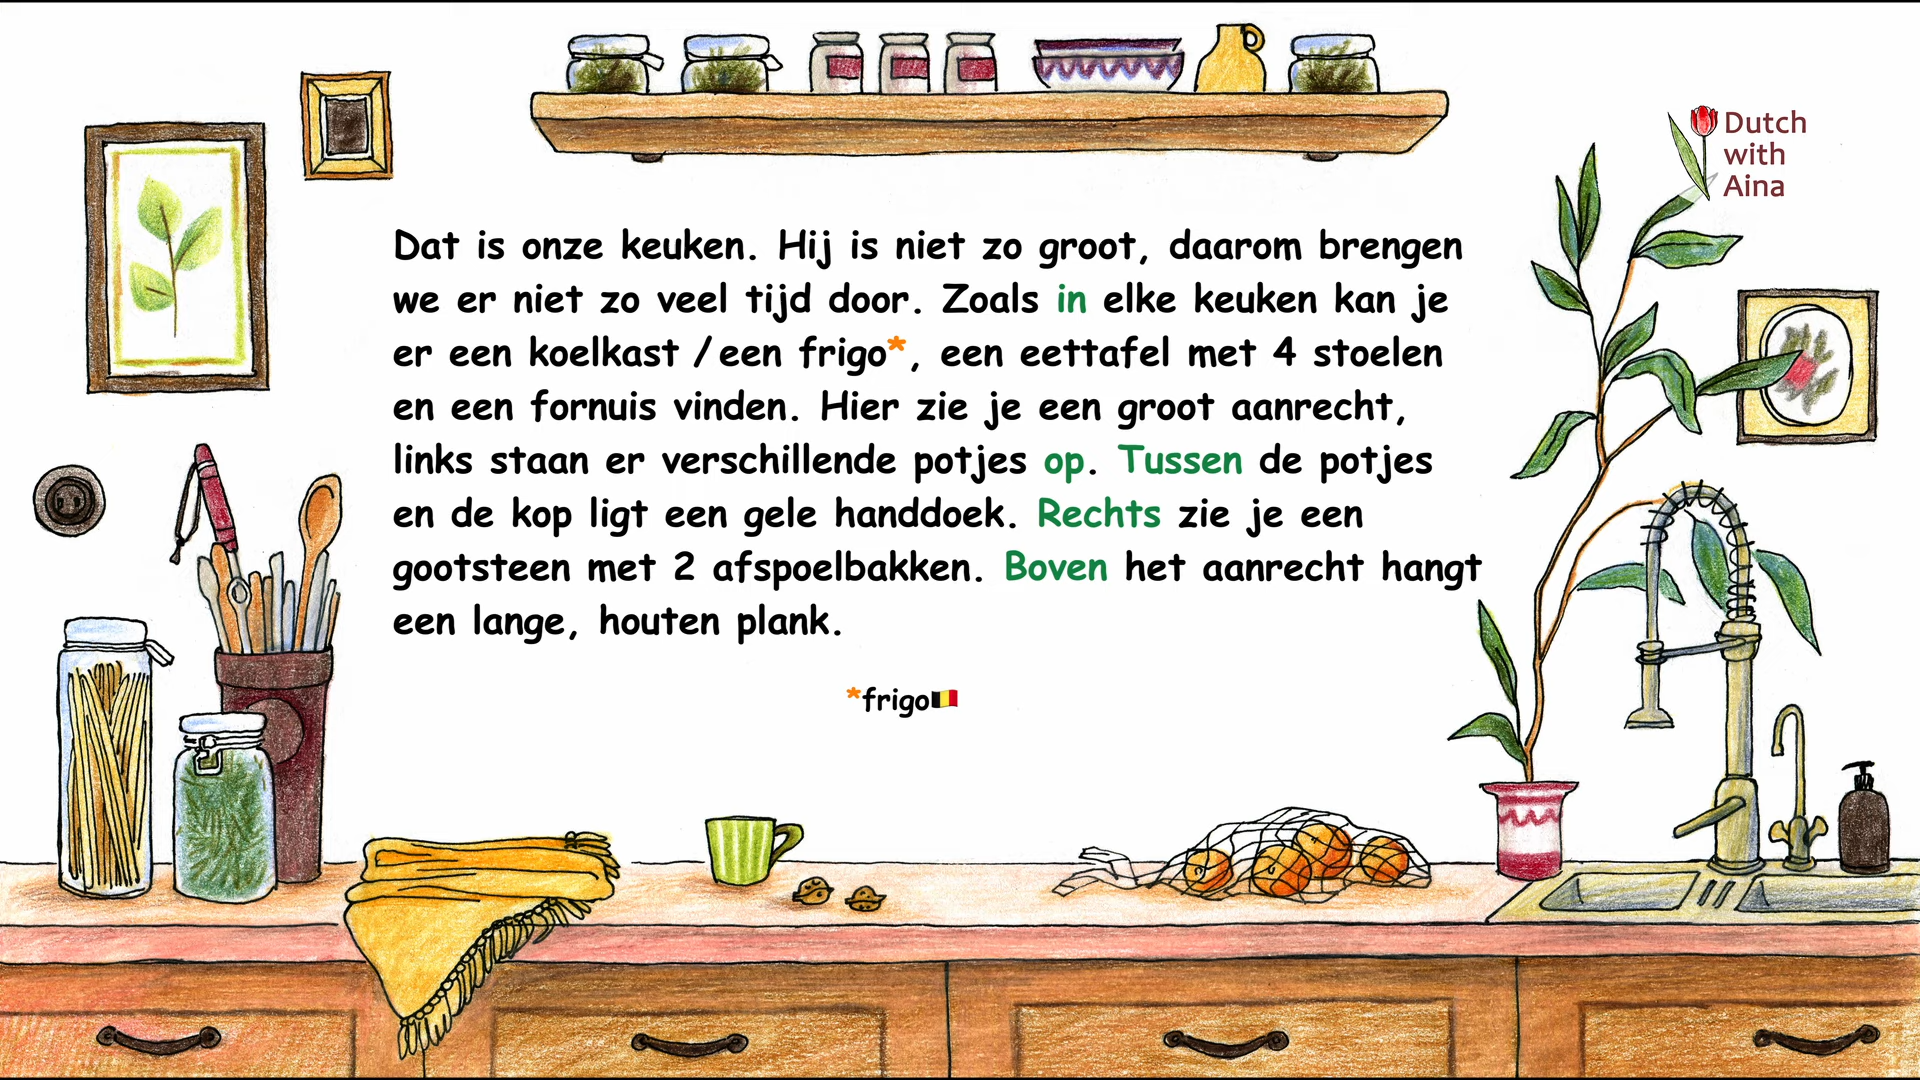 Dutch
with
Aina
Dat is onze keuken. Hij is niet zo groot, daarom brengen
we er niet zo veel tijd door. Zoals in elke keuken kan je
er een koelkast / een frigo*, een eettafel met 4 stoelen
en een fornuis vinden. Hier zie je een groot aanrecht,
links staan er verschillende potjes op. Tussen de potjes
en de kop ligt een gele handdoek. Rechts zie je een
gootsteen met 2 afspoelbakken. Boven het aanrecht hangt
een lange, houten plank.
*frigo🇧🇪